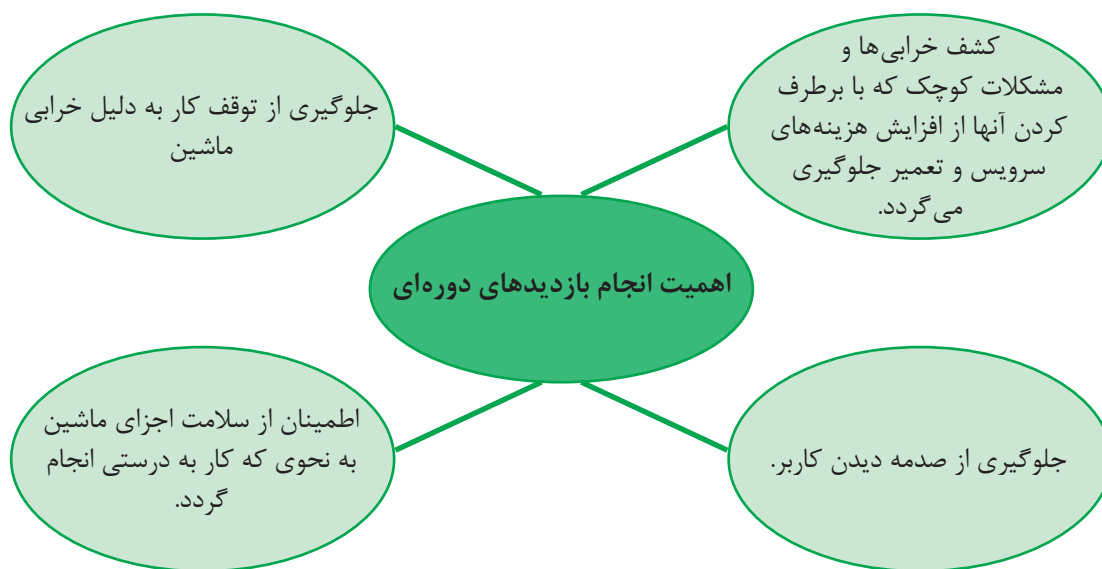 کشف خرابی‌ها و
مشکلات کوچک که با برطرف
کردن آنها از افزایش هزینه‌های
سرویس و تعمیر جلوگیری
می‌گردد.
جلوگیری از توقف کار به دلیل خرابی
ماشین
اهمیت انجام بازدیدهای دوره‌ای
جلوگیری از صدمه دیدن کاربر.
اطمینان از سلامت اجزای ماشین
به نحوی که کار به درستی انجام
گردد.